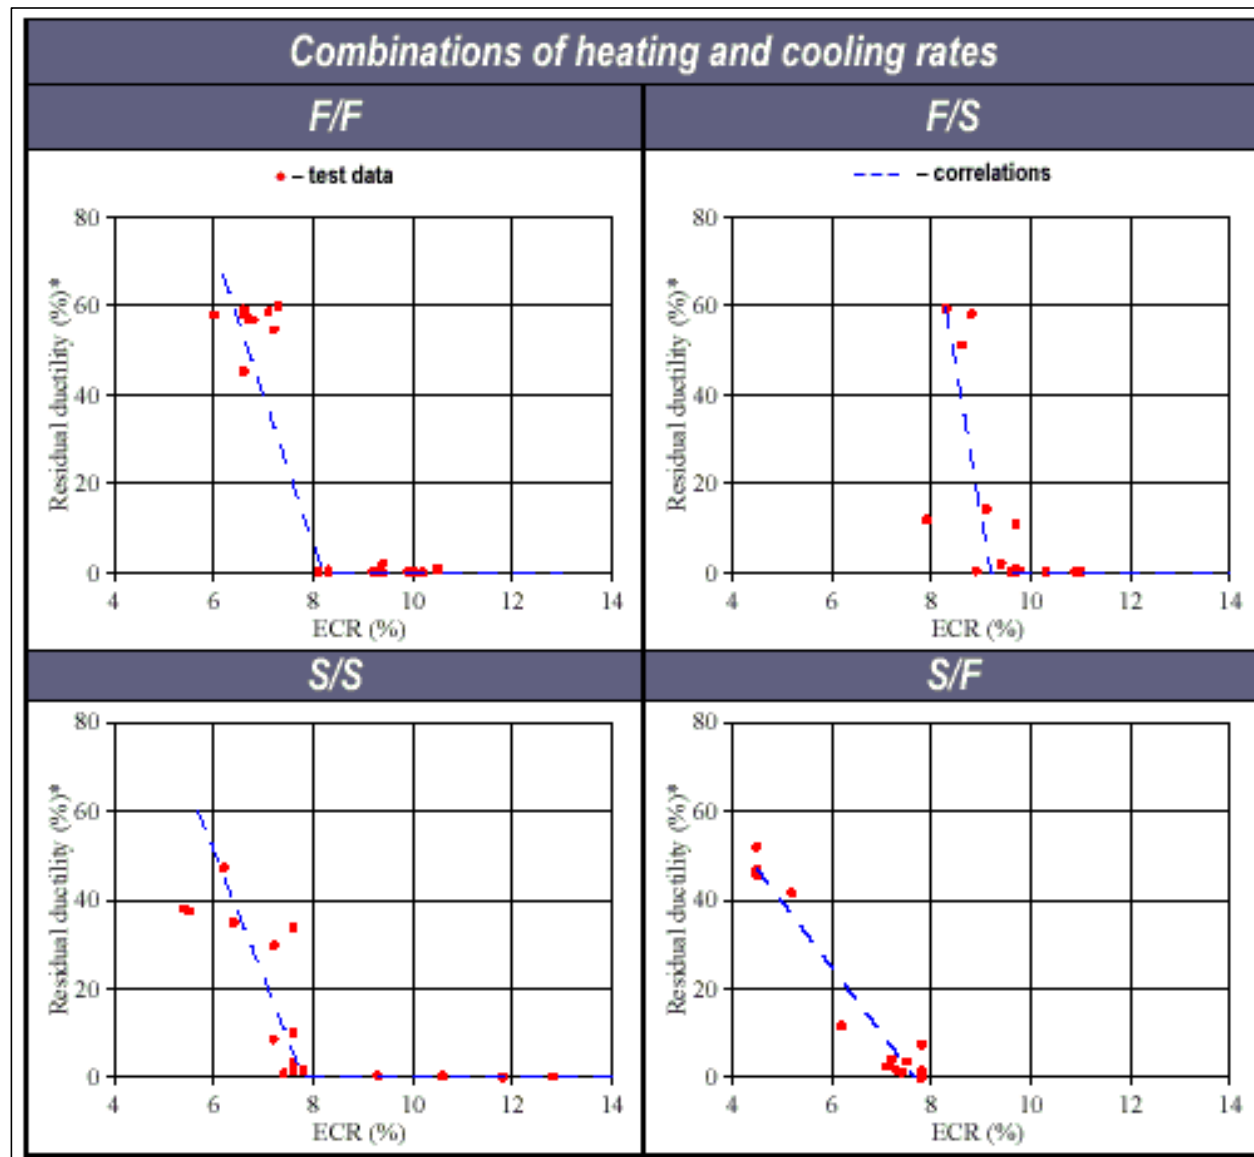 Combinations of heating and cooling rates
F/F
F/S
– test data
– correlations
80
60
40
20
0
4 6 8 10 12 14
Residual ductility (%)*
ECR (%)
80
60
40
20
0
4 6 8 10 12 14
Residual ductility (%)*
ECR (%)
S/S
S/F
80
60
40
20
0
4 6 8 10 12 14
Residual ductility (%)*
ECR (%)
80
60
40
20
0
4 6 8 10 12 14
Residual ductility (%)*
ECR (%)